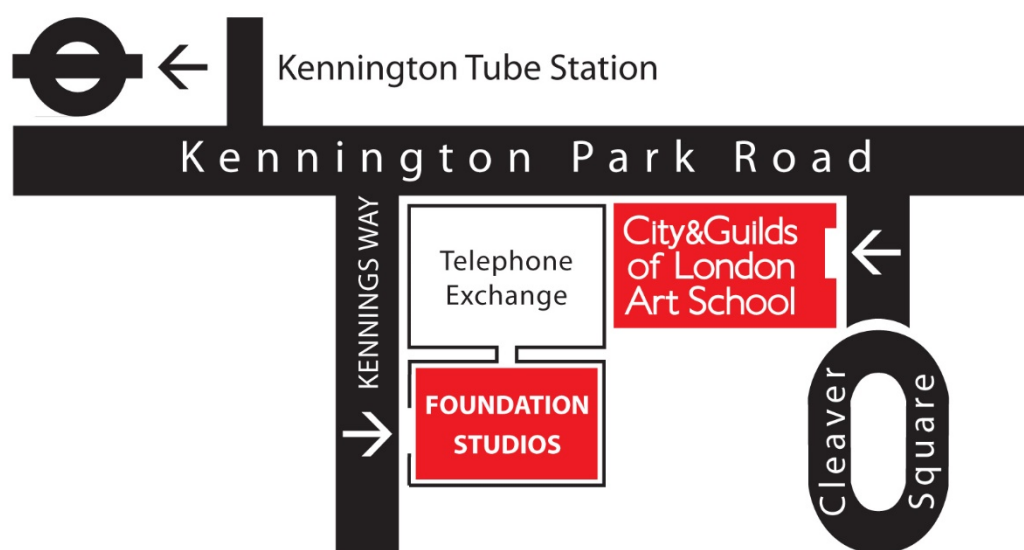 Kennington Tube Station
Kennington Park Road
KENNINGS WAY
Telephone
Exchange
City&Guilds
of London
Art School
FOUNDATION
STUDIOS
Cleaver
Square